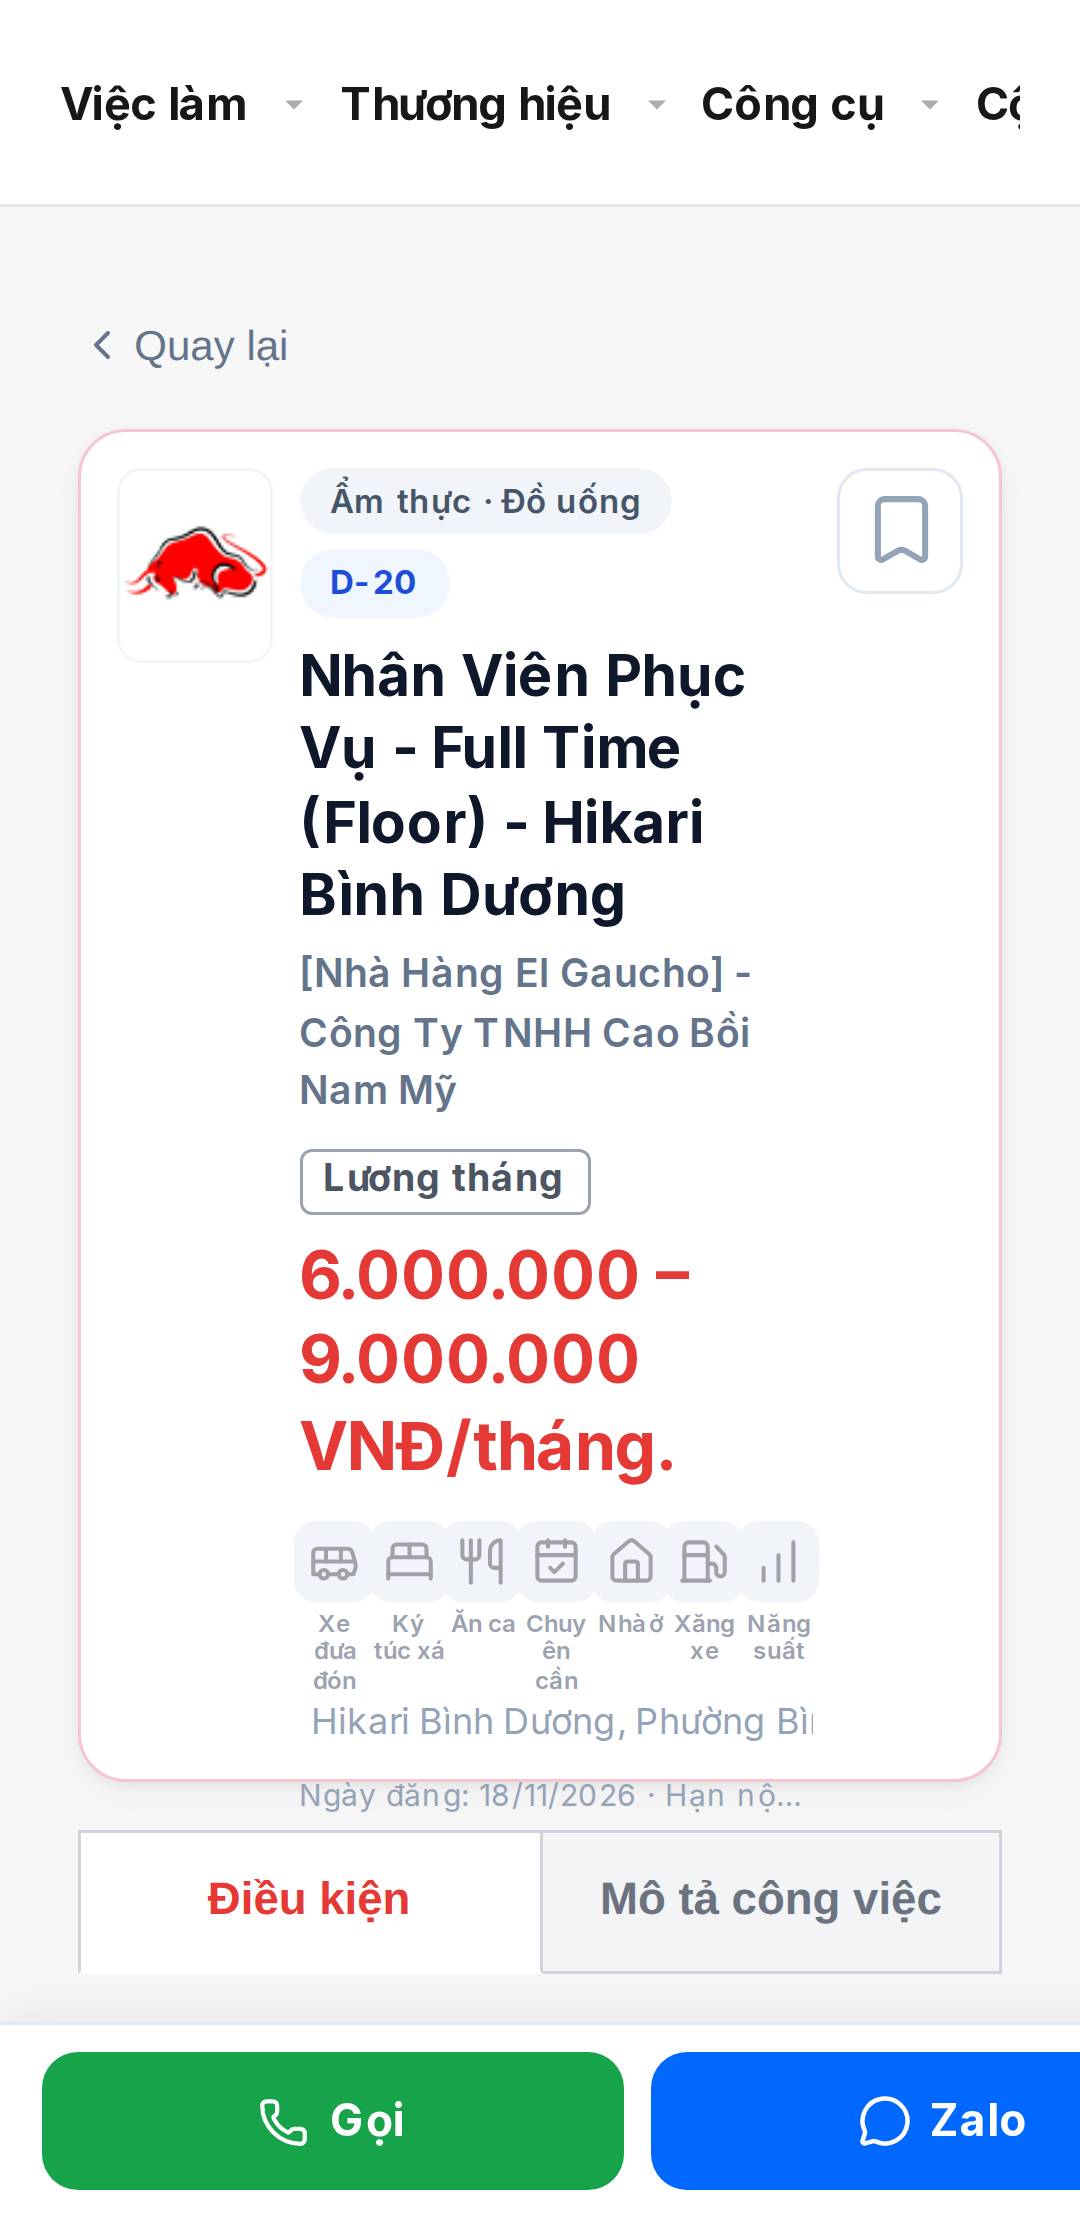 Việc làm Thương hiệu Công cụ
Quay lại
Ẩm thực · Đồ uống
D-20
Nhân Viên Phục
Vụ - Full Time
(Floor) - Hikari
Bình Dương
[Nhà Hàng El Gaucho] -
Công Ty TNHH Cao Bồi
Nam Mỹ
Lương tháng
6.000.000 –
9.000.000
VNĐ/tháng.
Xe đưa đón
Ký túc xá
Ăn ca
Chuyên cần
Nhà ở
Xăng xe
Năng suất
Hikari Bình Dương, Phường
Ngày đăng: 18/11/2026 · Hạn nộ...
Điều kiện Mô tả công việc
Gọi Zalo